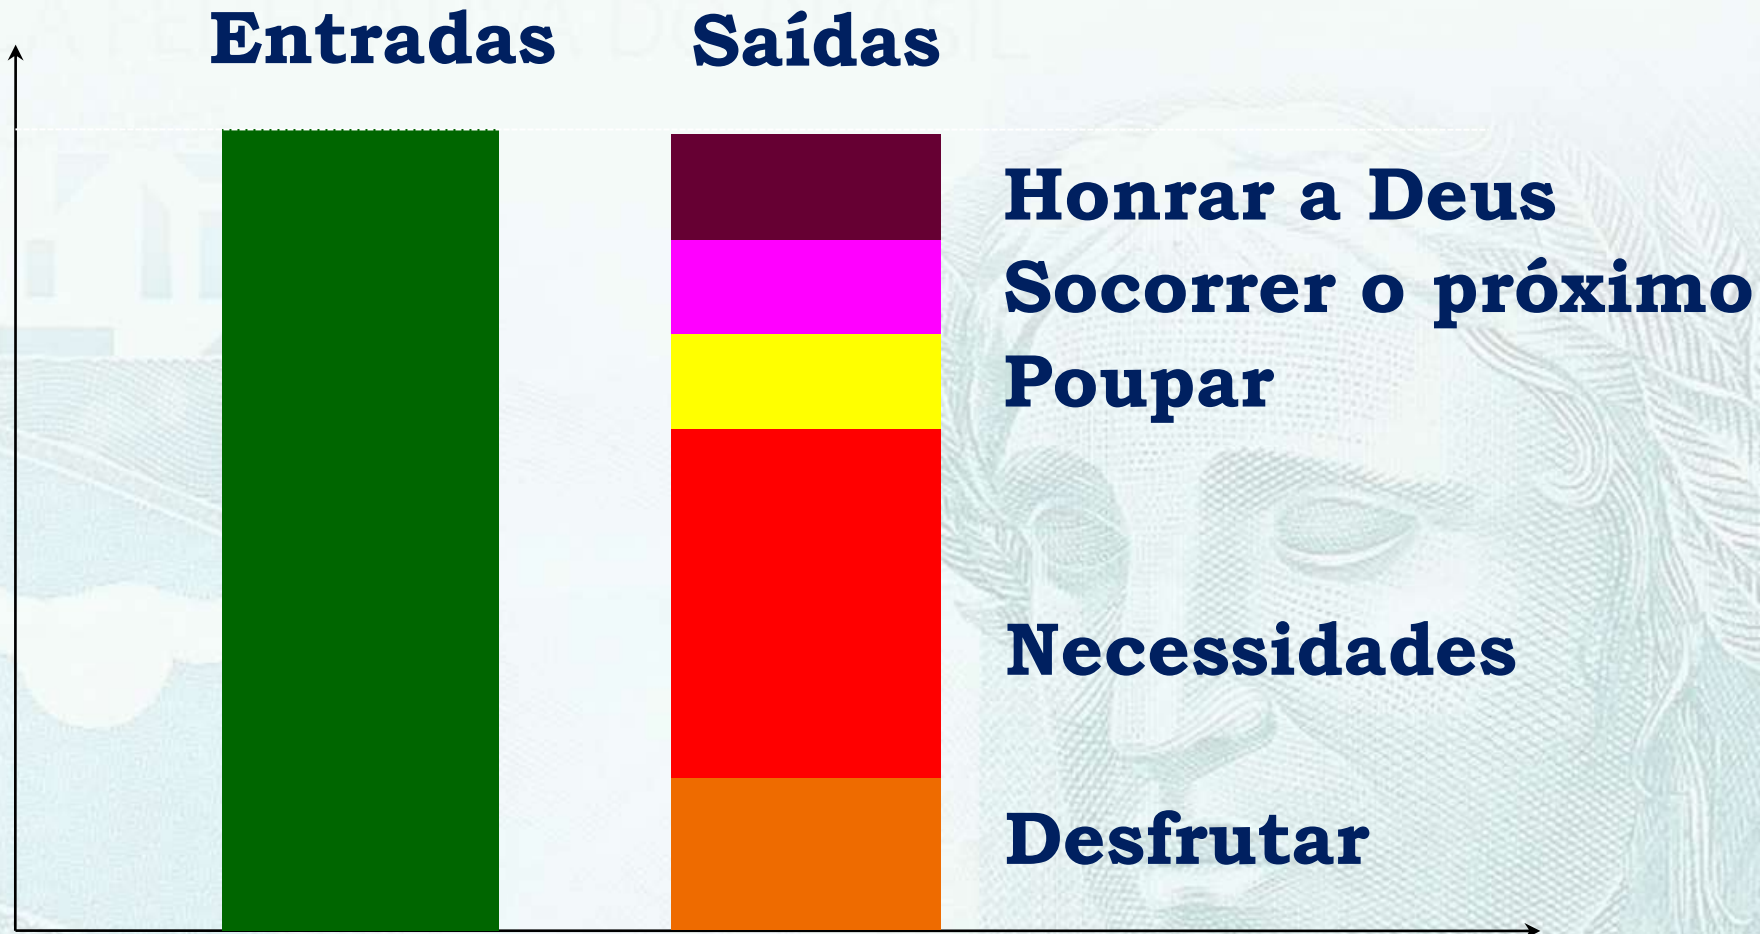 Entradas
Saídas
Honrar a Deus
Socorrer o próximo
Poupar
Necessidades
Desfrutar